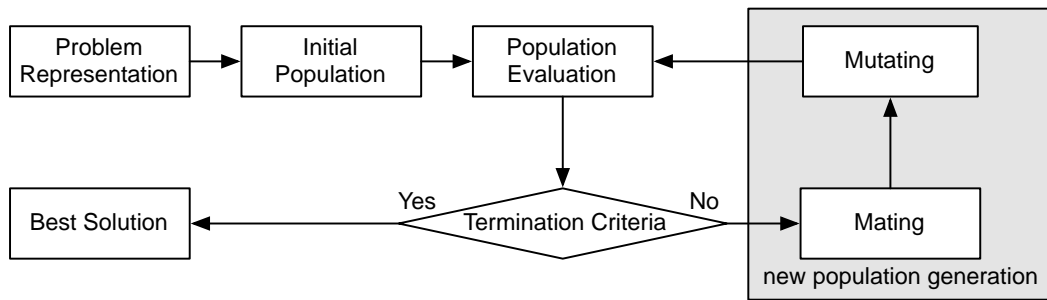 Problem
Representation
Initial
Population
Population
Evaluation
Mutating
Best Solution
Yes
Termination Criteria
No
Mating
new population generation